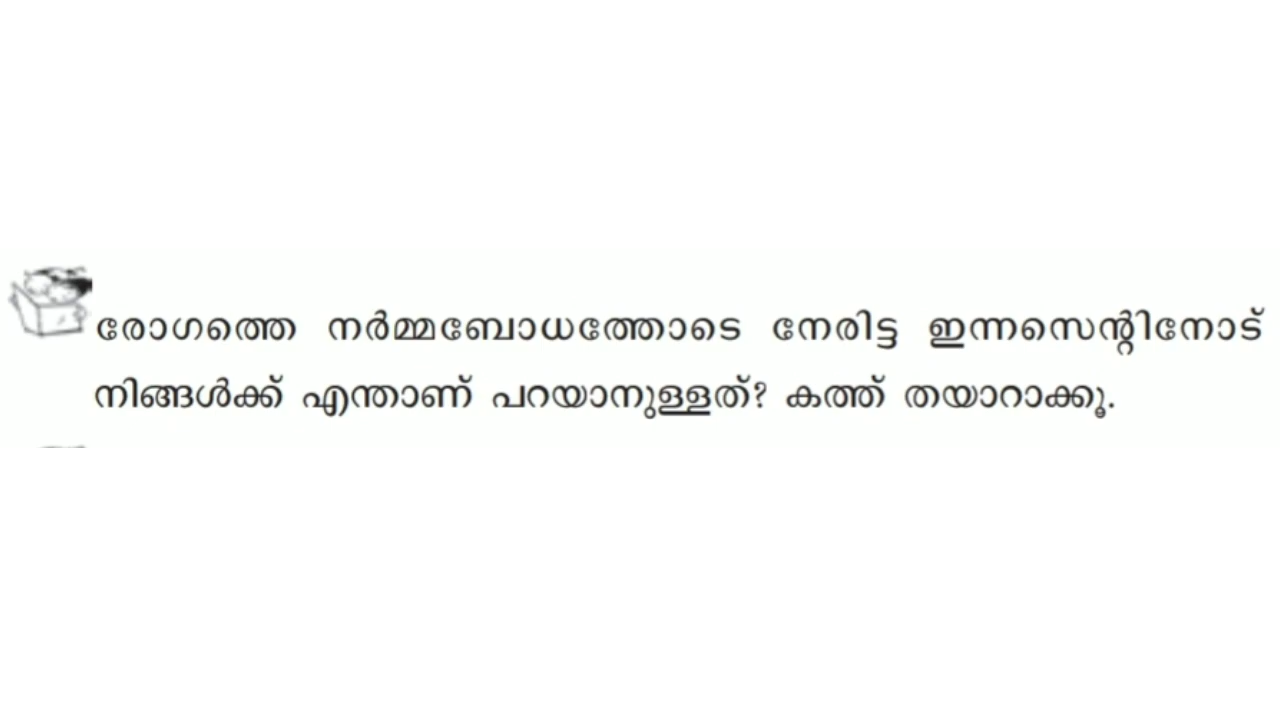 രോഗത്തെ നർമ്മബോധത്തോടെ നേരിട്ട ഇന്നസെന്റിനോട്
നിങ്ങൾക്ക് എന്താണ് പറയാനുള്ളത്? കത്ത് തയാറാക്കൂ.